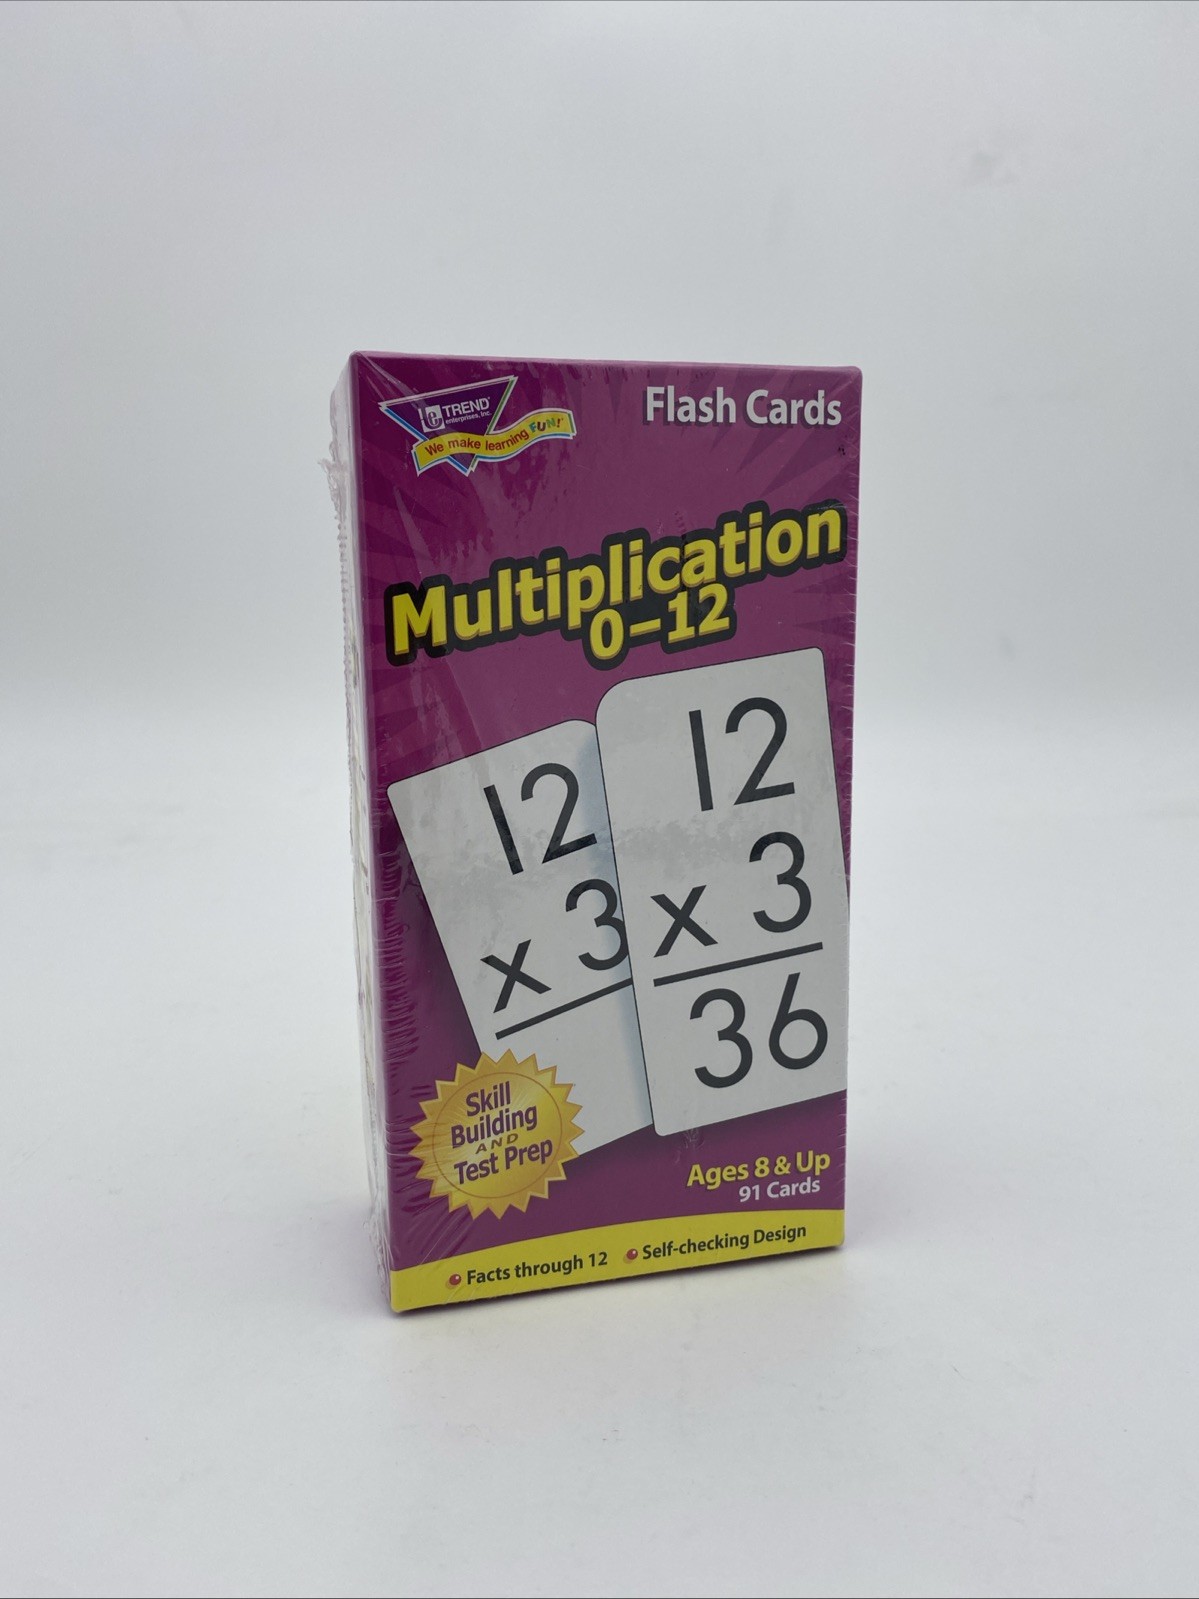 e TREND®
enterprises, Inc.
We make learning FUN!®
Flash Cards
Multiplication
0–12
12
x 3
12
x 3
36
Skill
Building
AND
Test Prep
Ages 8 & Up
91 Cards
Facts through 12
Self-checking Design